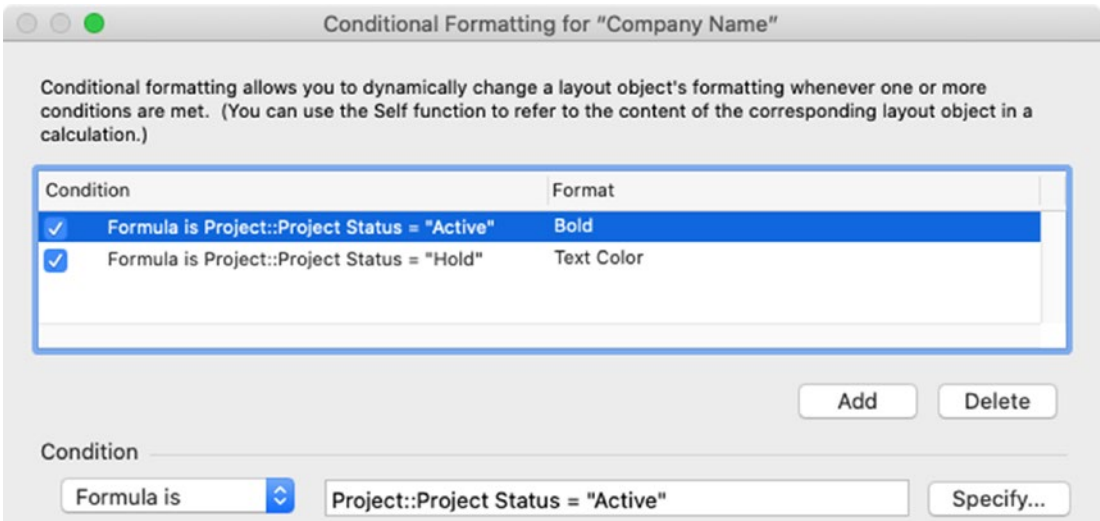 Conditional Formatting for “Company Name”
Conditional formatting allows you to dynamically change a layout object's formatting whenever one or more
conditions are met.  (You can use the Self function to refer to the content of the corresponding layout object in a
calculation.)
Condition Format
Formula is Project::Project Status = "Active" Bold
Formula is Project::Project Status = "Hold" Text Color
Add Delete
Condition
Formula is Project::Project Status = "Active" Specify...